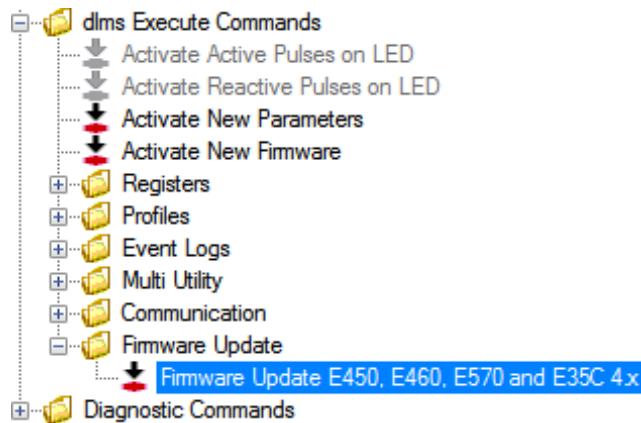 dlms Execute Commands
Activate Active Pulses on LED
Activate Reactive Pulses on LED
Activate New Parameters
Activate New Firmware
Registers
Profiles
Event Logs
Multi Utility
Communication
Firmware Update
Firmware Update E450, E460, E570 and E35C 4.x
Diagnostic Commands